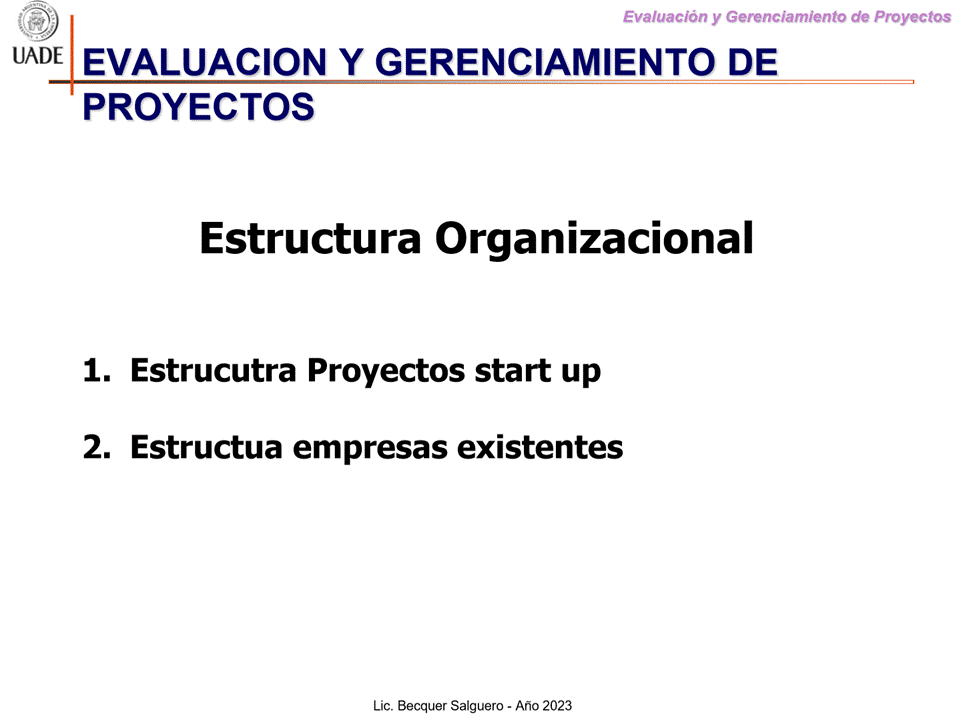 Evaluación y Gerenciamiento de Proyectos
UADE
EVALUACION Y GERENCIAMIENTO DE
PROYECTOS
Estructura Organizacional
1. Estrucutra Proyectos start up
2. Estructua empresas existentes
Lic. Becquer Salguero - Año 2023